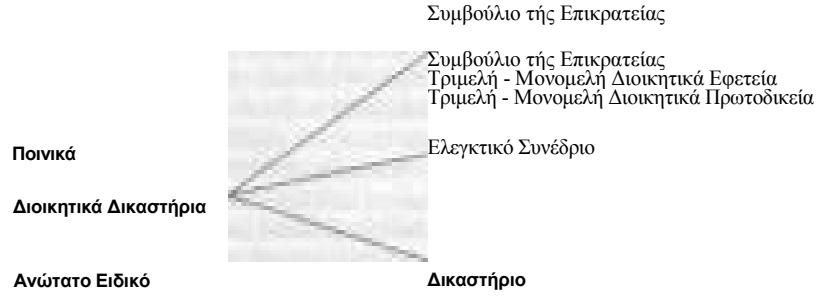 Συμβούλιο τής Επικρατείας
Συμβούλιο τής Επικρατείας
Τριμελή - Μονομελή Διοικητικά Εφετεία
Τριμελή - Μονομελή Διοικητικά Πρωτοδικεία
Ποινικά
Ελεγκτικό Συνέδριο
Διοικητικά Δικαστήρια
Ανώτατο Ειδικό Δικαστήριο